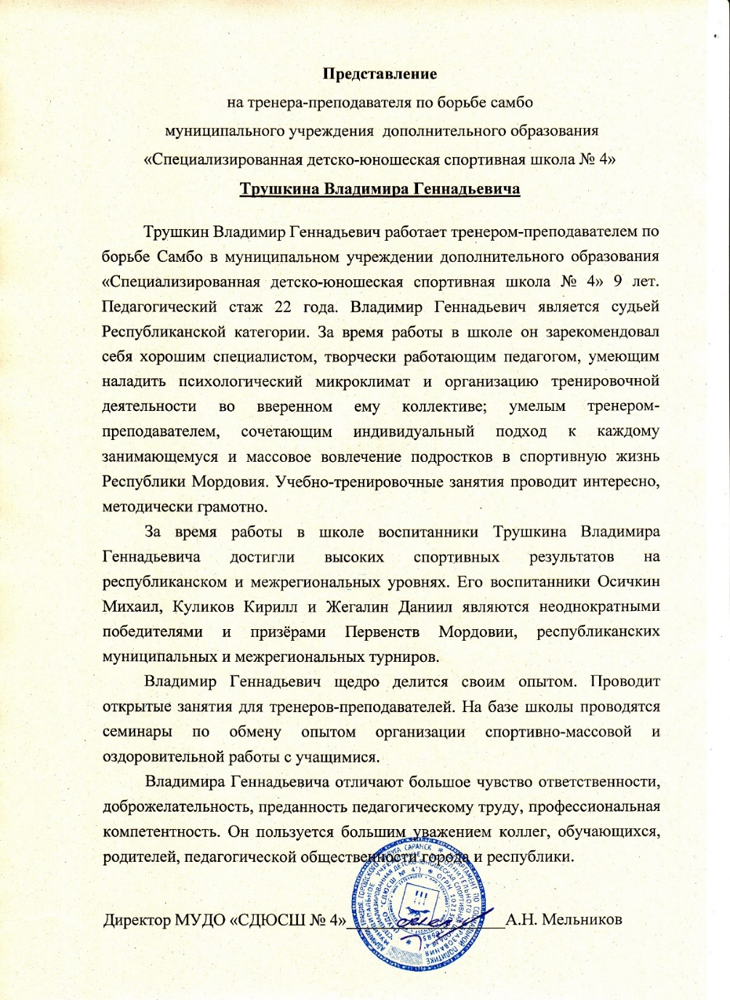 Представление
на тренера-преподавателя по борьбе самбо
муниципального учреждения дополнительного образования
«Специализированная детско-юношеская спортивная школа № 4»
Трушкина Владимира Геннадьевича
Трушкин Владимир Геннадьевич работает тренером-преподавателем по
борьбе Самбо в муниципальном учреждении дополнительного образования
«Специализированная детско-юношеская спортивная школа № 4» 9 лет.
Педагогический стаж 22 года. Владимир Геннадьевич является судьей
Республиканской категории. За время работы в школе он зарекомендовал
себя хорошим специалистом, творчески работающим педагогом, умеющим
наладить психологический микроклимат и организацию тренировочной
деятельности во вверенном ему коллективе; умелым тренером-
преподавателем, сочетающим индивидуальный подход к каждому
занимающемуся и массовое вовлечение подростков в спортивную жизнь
Республики Мордовия. Учебно-тренировочные занятия проводит интересно,
методически грамотно.
За время работы в школе воспитанники Трушкина Владимира
Геннадьевича достигли высоких спортивных результатов на
республиканском и межрегиональных уровнях. Его воспитанники Осичкин
Михаил, Куликов Кирилл и Жегалин Даниил являются неоднократными
победителями и призёрами Первенств Мордовии, республиканских
муниципальных и межрегиональных турниров.
Владимир Геннадьевич щедро делится своим опытом. Проводит
открытые занятия для тренеров-преподавателей. На базе школы проводятся
семинары по обмену опытом организации спортивно-массовой и
оздоровительной работы с учащимися.
Владимира Геннадьевича отличают большое чувство ответственности,
доброжелательность, преданность педагогическому труду, профессиональная
компетентность. Он пользуется большим уважением коллег, обучающихся,
родителей, педагогической общественности города и республики.
Директор МУДО «СДЮСШ № 4»____________________А.Н. Мельников